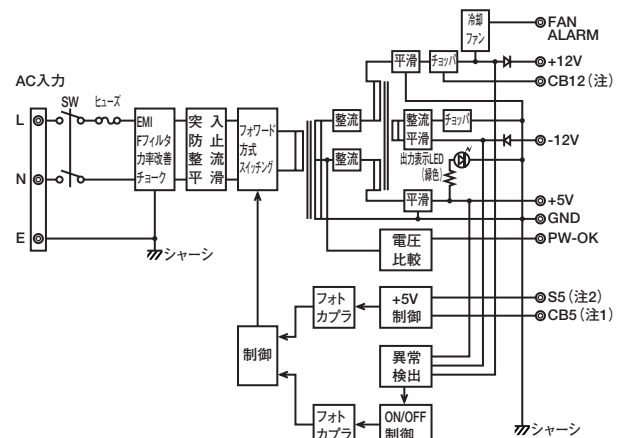 AC入力
L
SW
ヒューズ
N
E
EMI
Fフィルタ
力率改善
チョーク
突入
防止
整流
平滑
フォワード
方式
スイッチング
シャーシ
整流
整流
平滑
チョッパ
冷却
ファン
整流
平滑
チョッパ
出力表示LED
(緑色)
平滑
電圧
比較
フォト
カプラ
+5V
制御
制御
異常
検出
フォト
カプラ
ON/OFF
制御
FAN
ALARM
+12V
CB12(注)
-12V
+5V
GND
PW-OK
S5(注2)
CB5(注1)
シャーシ